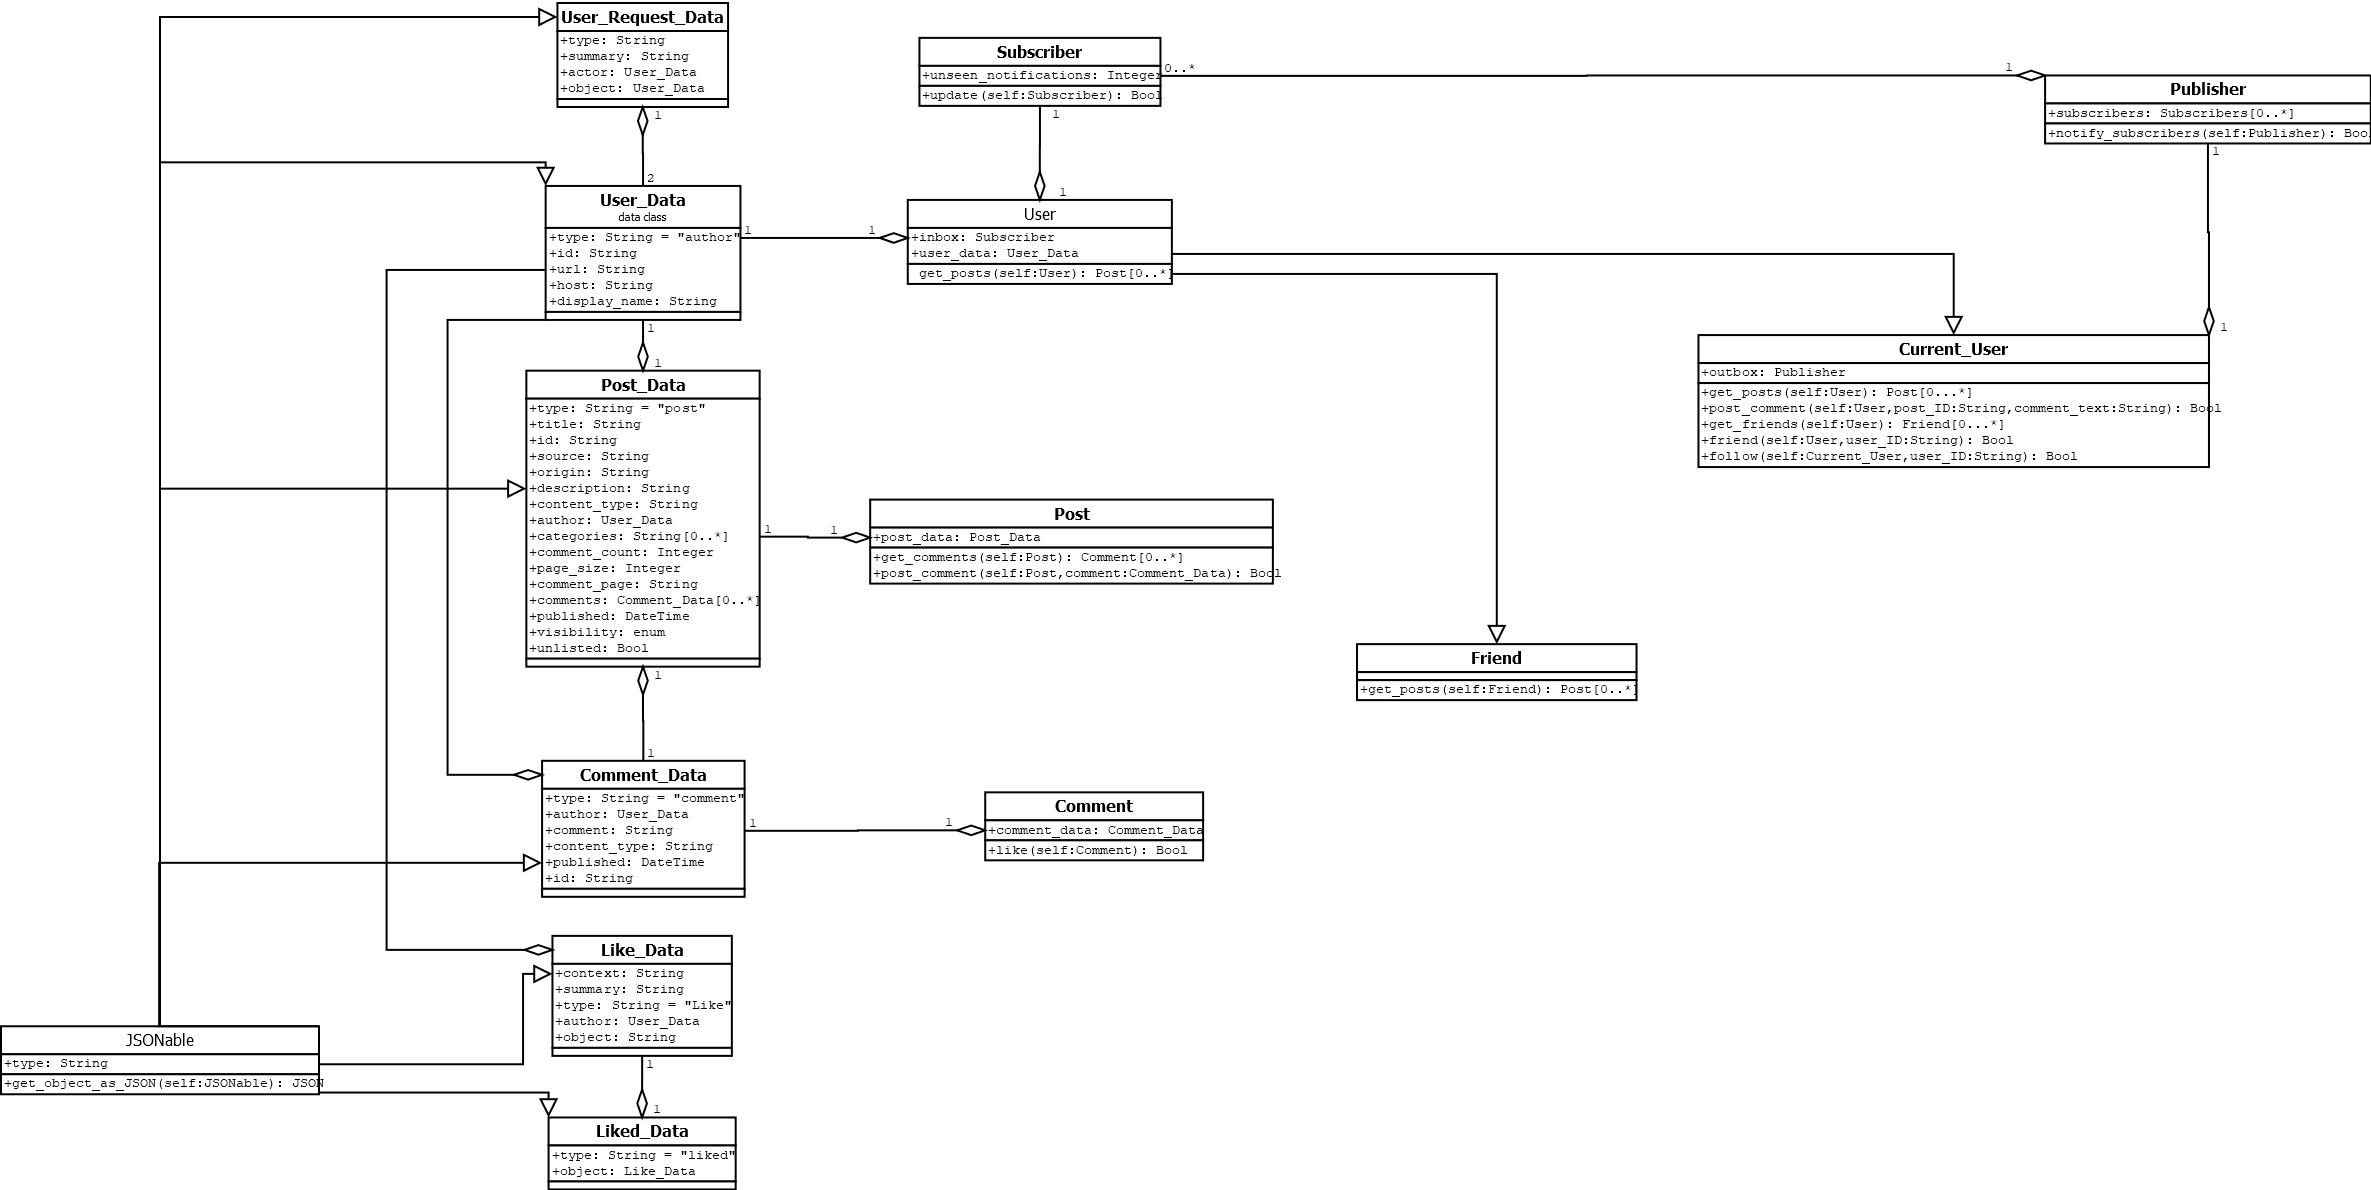 User_Request_Data
+type: String
+summary: String
+actor: User_Data
+object: User_Data
1
2
Subscriber
+unseen_notifications: Integer
+update(self:Subscriber): Bool
0..*
1
1
1
Publisher
+subscribers: Subscribers[0..*]
+notify_subscribers(self:Publisher): Bool
1
1
User_Data
data class
+type: String = "author"
+id: String
+url: String
+host: String
+display_name: String
1
1
1
1
User
+inbox: Subscriber
+user_data: User_Data
get_posts(self:User): Post[0..*]
Current_User
+outbox: Publisher
+get_posts(self:User): Post[0...*]
+post_comment(self:User,post_ID:String,comment_text:String): Bool
+get_friends(self:User): Friend[0...*]
+friend(self:User,user_ID:String): Bool
+follow(self:Current_User,user_ID:String): Bool
Post_Data
+type: String = "post"
+title: String
+id: String
+source: String
+origin: String
+description: String
+content_type: String
+author: User_Data
+categories: String[0..*]
+comment_count: Integer
+page_size: Integer
+comment_page: String
+comments: Comment_Data[0..*]
+published: DateTime
+visibility: enum
+unlisted: Bool
1
1
1
1
Post
+post_data: Post_Data
+get_comments(self:Post): Comment[0..*]
+post_comment(self:Post,comment:Comment_Data): Bool
Friend
+get_posts(self:Friend): Post[0..*]
Comment_Data
+type: String = "comment"
+author: User_Data
+comment: String
+content_type: String
+published: DateTime
+id: String
1
1
Comment
+comment_data: Comment_Data
+like(self:Comment): Bool
Like_Data
+context: String
+summary: String
+type: String = "Like"
+author: User_Data
+object: String
1
1
JSONable
+type: String
+get_object_as_JSON(self:JSONable): JSON
Liked_Data
+type: String = "liked"
+object: Like_Data